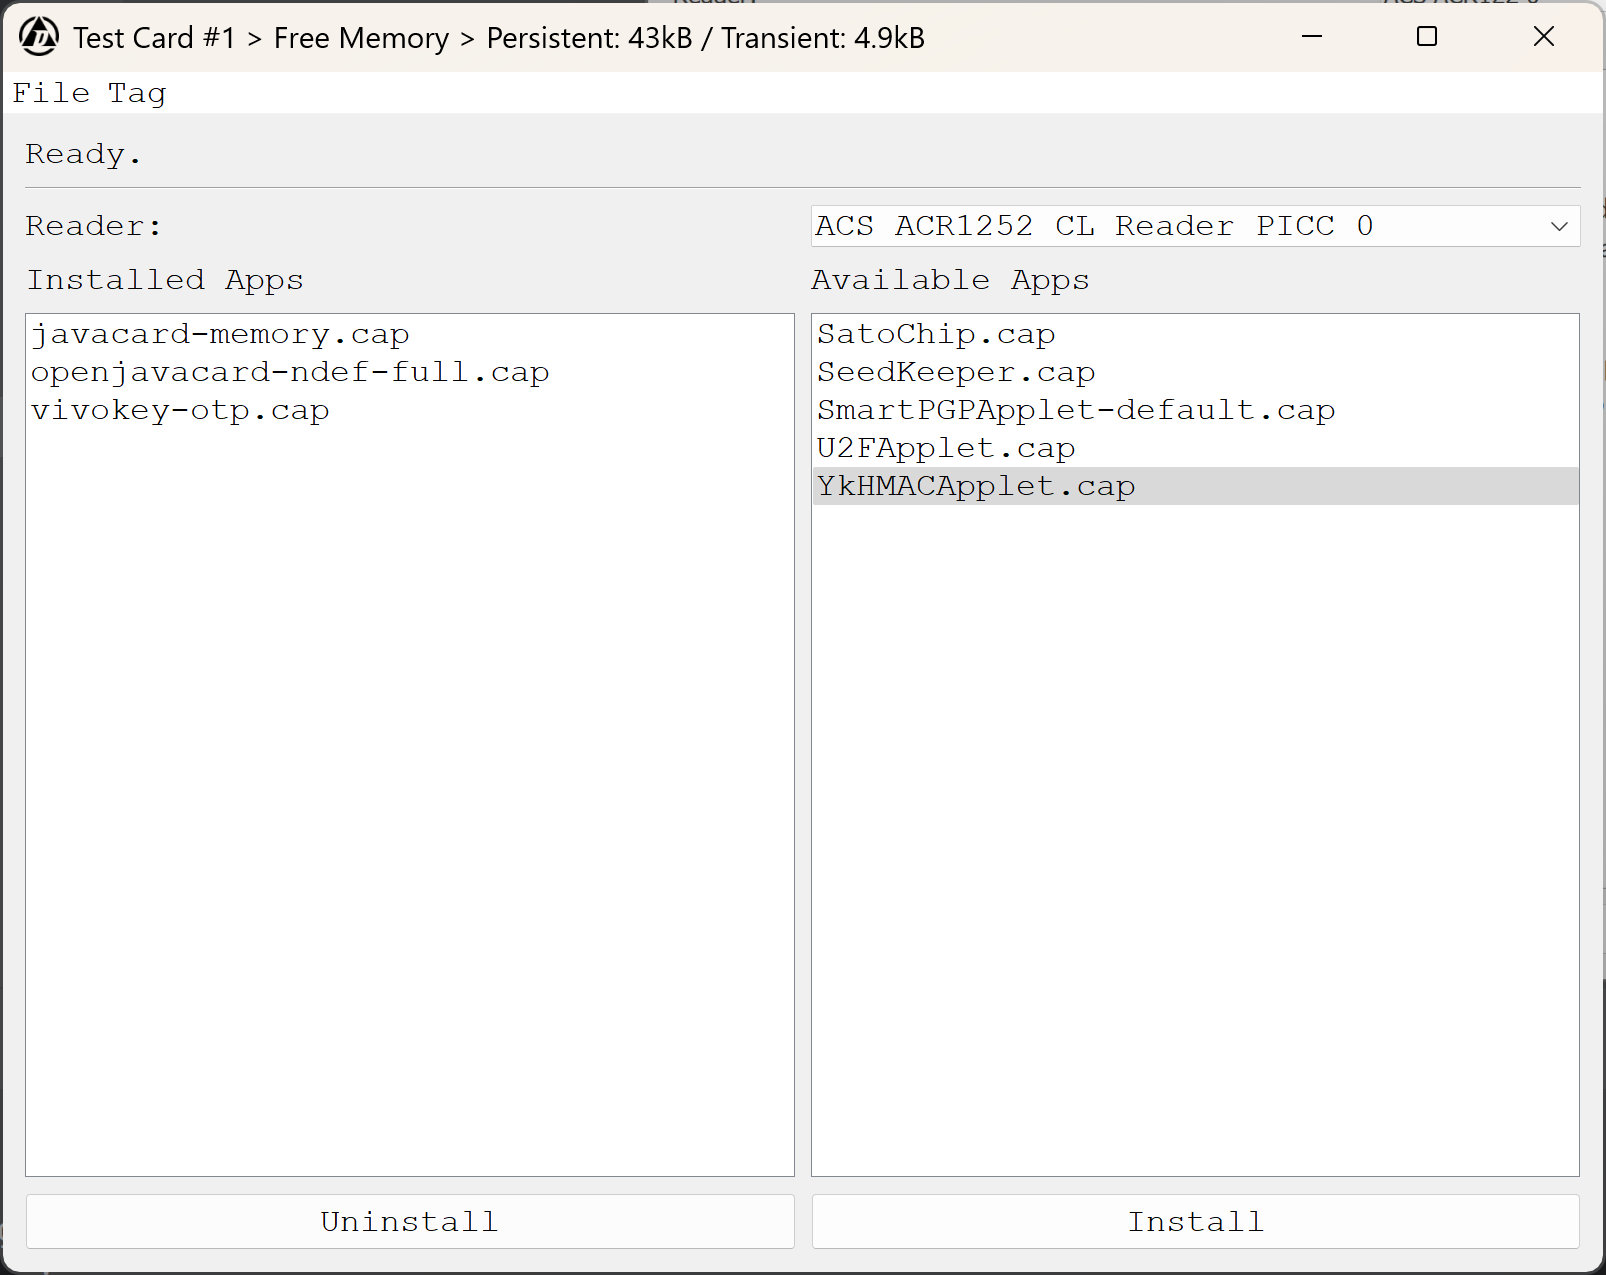 Test Card #1 > Free Memory > Persistent: 43kB / Transient: 4.9kB
File Tag
Ready.
Reader:
ACS ACR1252 CL Reader PICC 0
Installed Apps
Available Apps
javacard-memory.cap
openjavacard-ndef-full.cap
vivokey-otp.cap
SatoChip.cap
SeedKeeper.cap
SmartPGPApplet-default.cap
U2FApplet.cap
YkHMACApplet.cap
Uninstall
Install